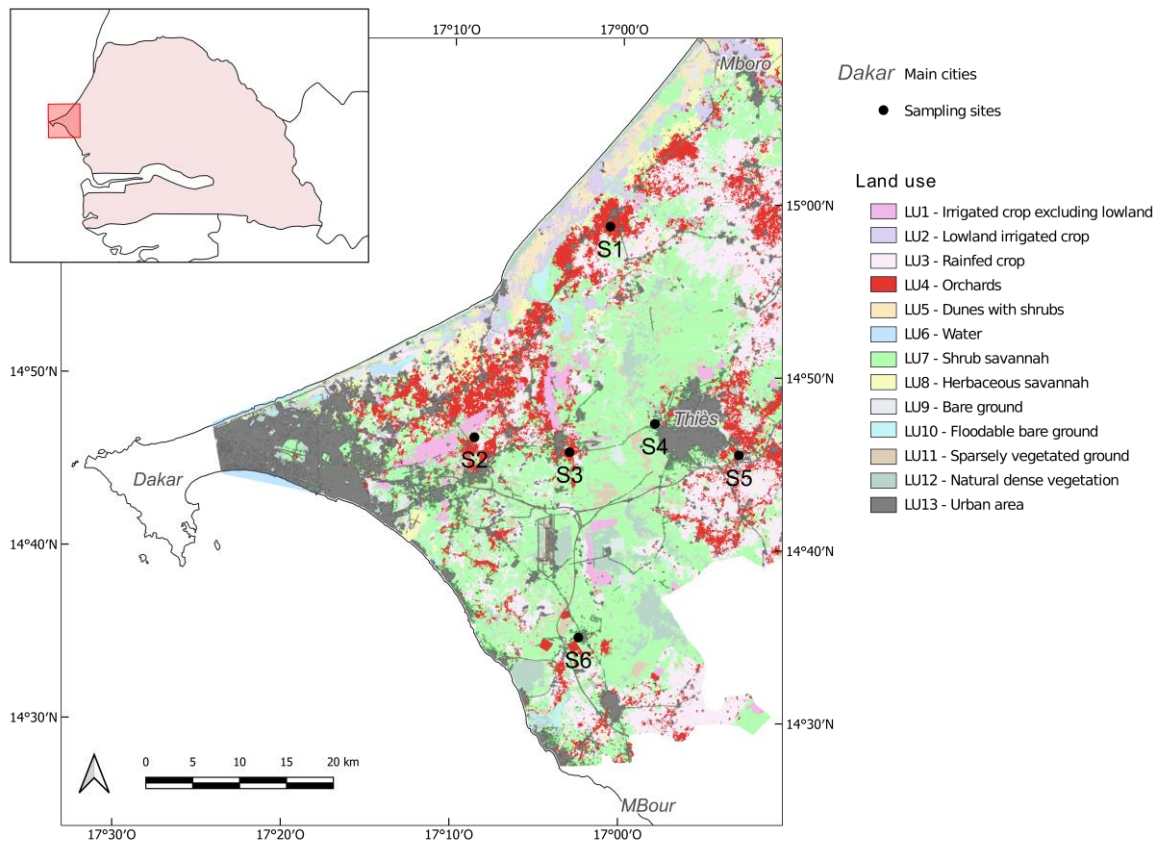 17°10′O 17°00′O
Mboro
Dakar Main cities
Sampling sites
Land use
LU1 - Irrigated crop excluding lowland
LU2 - Lowland irrigated crop
LU3 - Rainfed crop
LU4 - Orchards
LU5 - Dunes with shrubs
LU6 - Water
LU7 - Shrub savannah
LU8 - Herbaceous savannah
LU9 - Bare ground
LU10 - Floodable bare ground
LU11 - Sparsely vegetated ground
LU12 - Natural dense vegetation
LU13 - Urban area
15°00′N
S1
14°50′N 14°50′N
Thiès
S4
S2 S3 S5
Dakar
14°40′N 14°40′N
S6
14°30′N 14°30′N
0 5 10 15 20 km
MBour
17°30′O 17°20′O 17°10′O 17°00′O